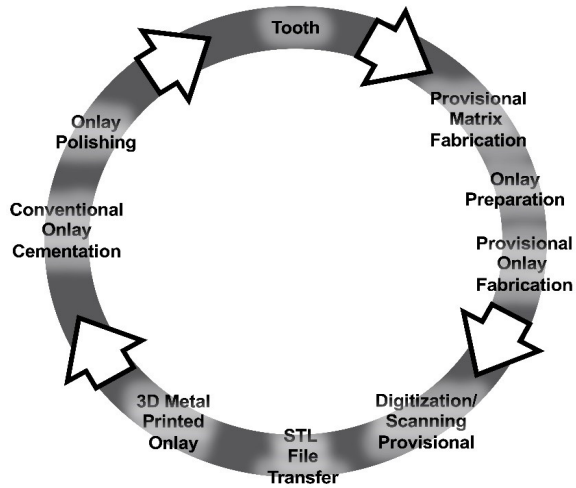 Tooth
Provisional
Matrix
Fabrication
Onlay
Preparation
Provisional
Onlay
Fabrication
Digitization/
Scanning
Provisional
STL
File
Transfer
3D Metal
Printed
Onlay
Conventional
Onlay
Cementation
Onlay
Polishing